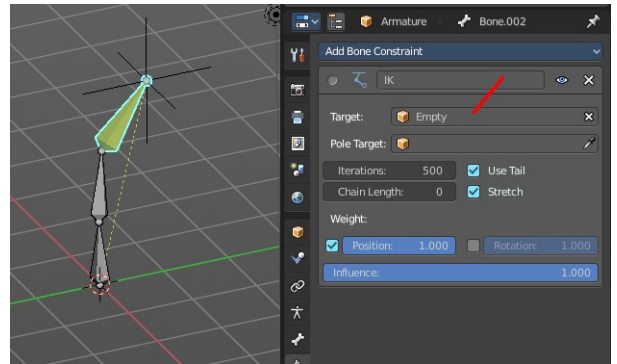 Armature Bone.002
Add Bone Constraint
IK
Target: Empty
Pole Target:
Iterations: 500 Use Tail
Chain Length: 0 Stretch
Weight:
Position: 1.000 Rotation: 1.000
Influence: 1.000